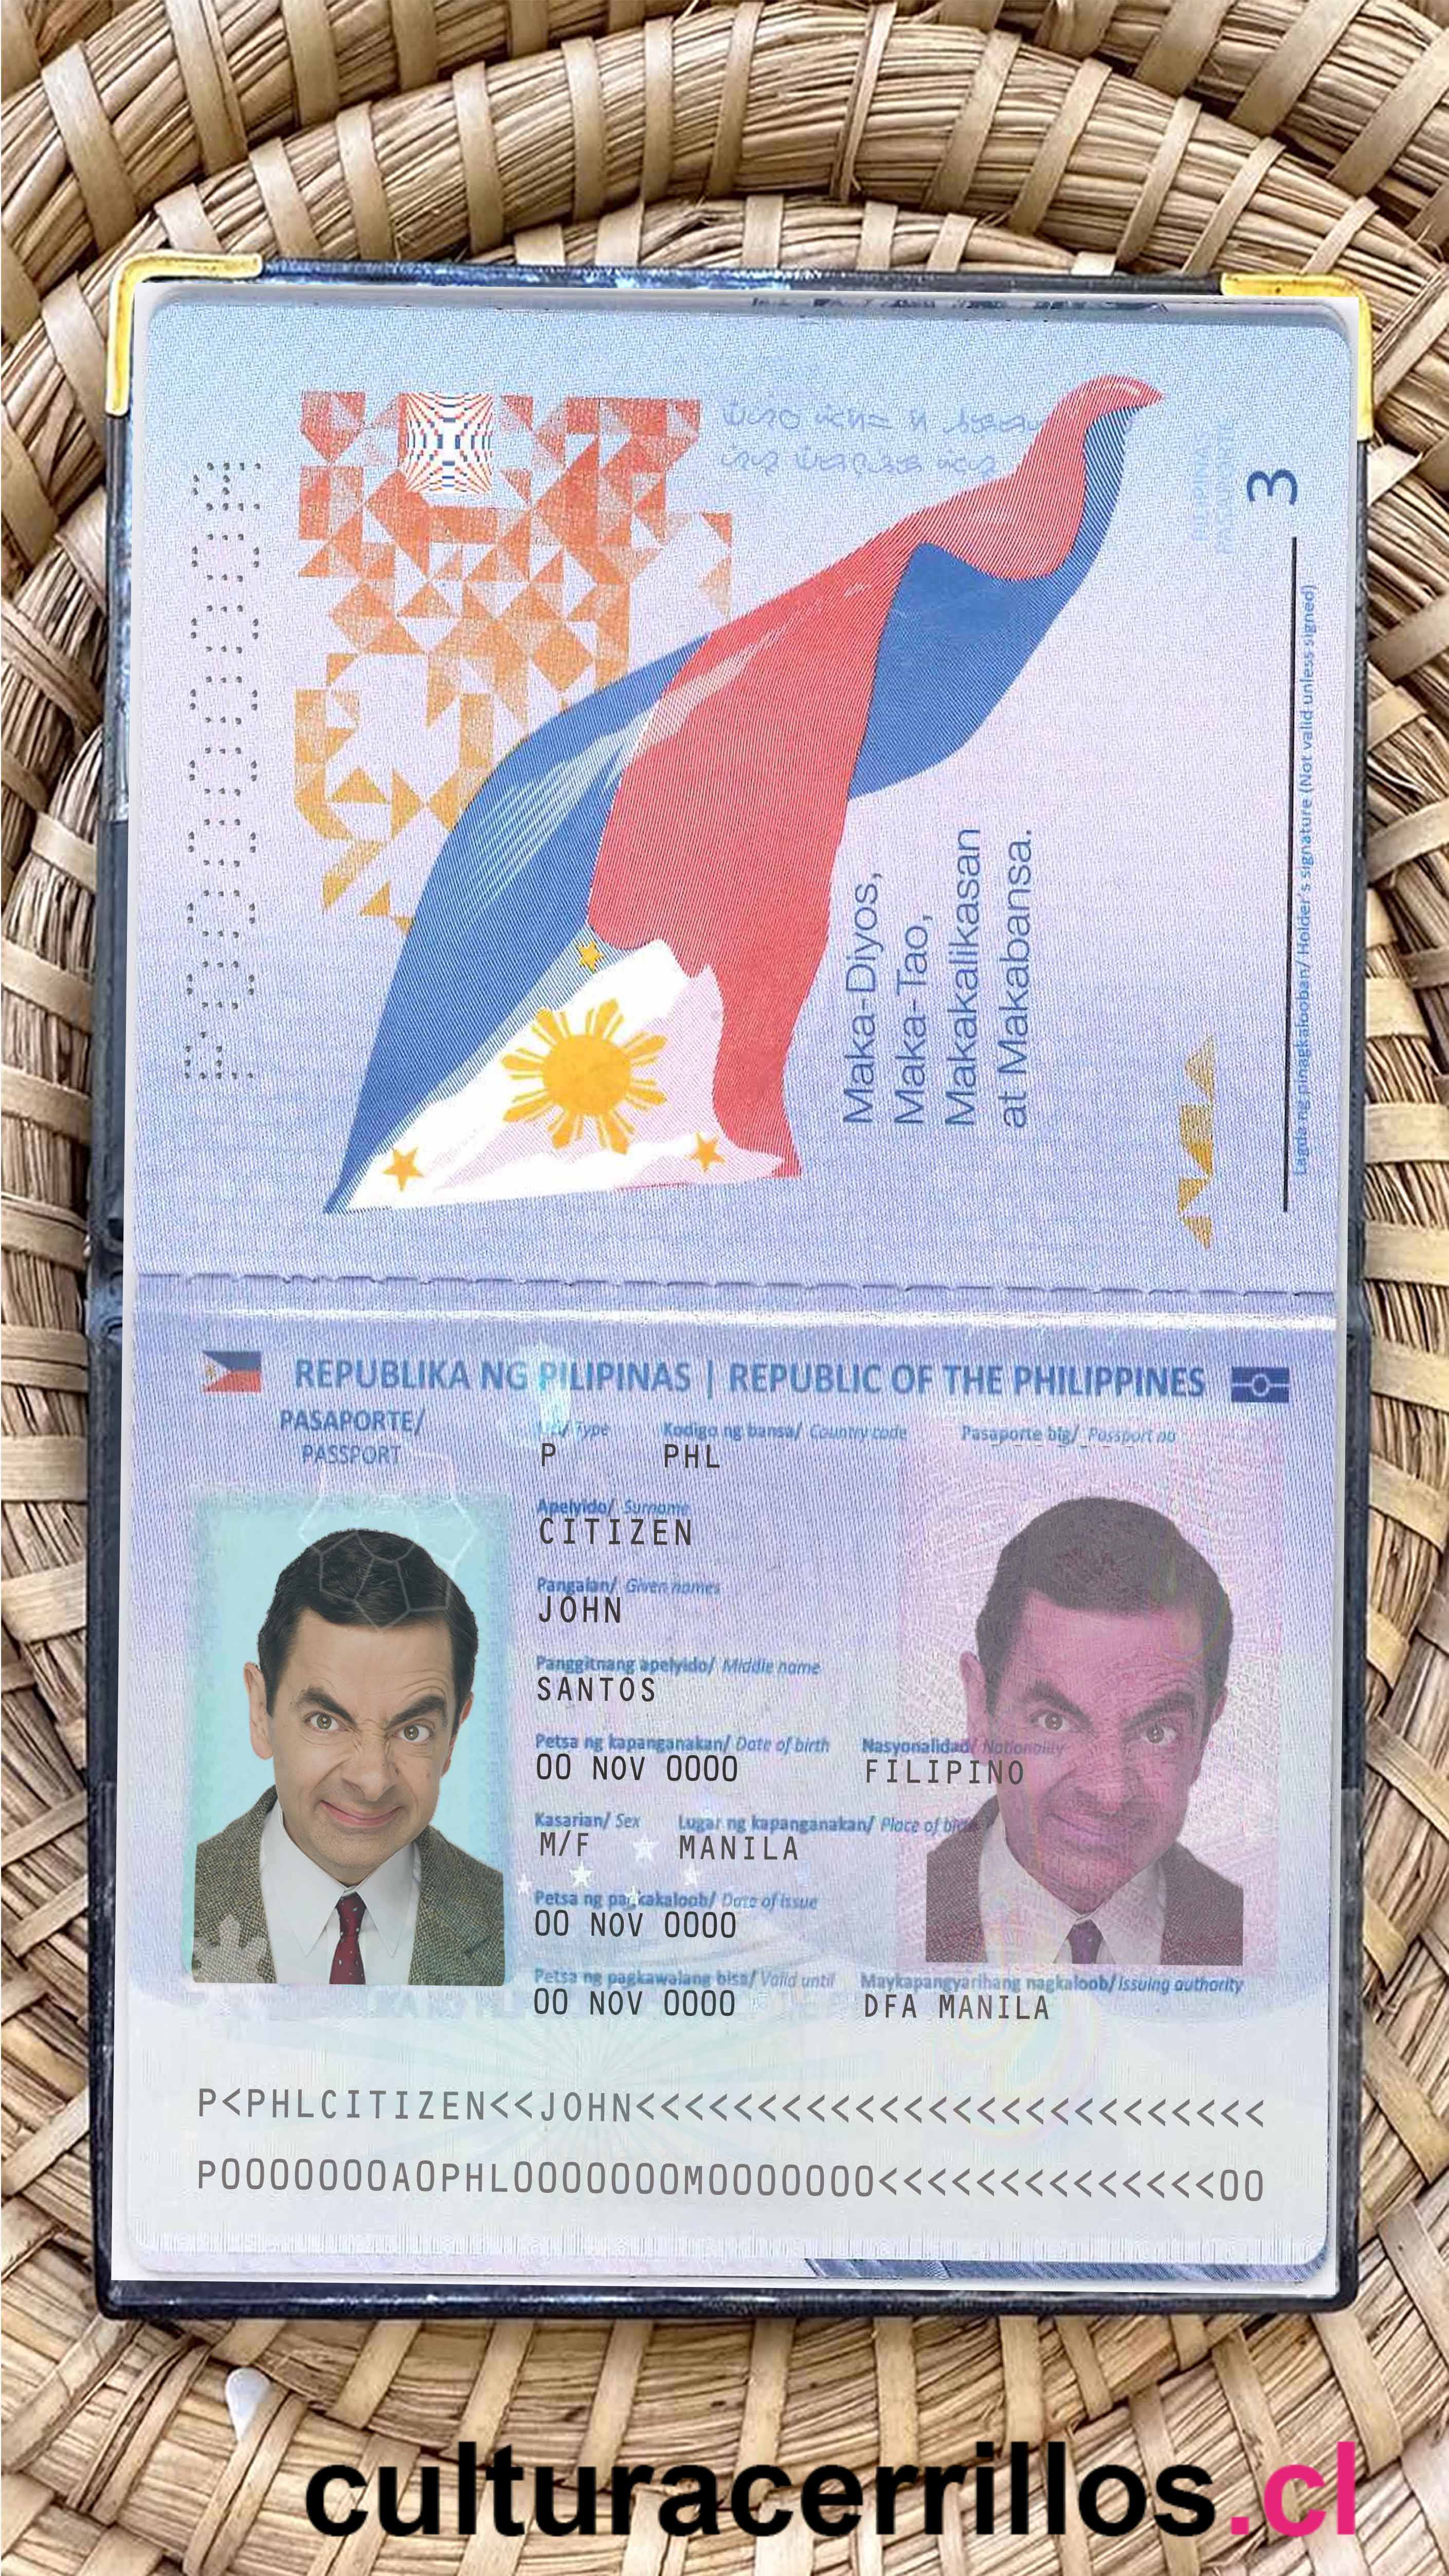 3
Maka-Diyos,
Maka-Tao,
Makakalikasan
at Makabansa.
Lagda ng pinagkalooban/ Holder's signature (Not valid unless signed)
REPUBLIKA NG PILIPINAS | REPUBLIC OF THE PHILIPPINES
PASAPORTE/
PASSPORT
Type Kodigo ng bansa/ Country code Pasaporte blg/ Passport no
P PHL
Apelyido/ Surname
CITIZEN
Pangalan/ Given names
JOHN
Panggitnang apelyido/ Middle name
SANTOS
Petsa ng kapanganakan/ Date of birth Nasyonalidad/ Nationality
00 NOV 0000 FILIPINO
Kasarian/ Sex Lugar ng kapanganakan/ Place of birth
M/F MANILA
Petsa ng pagkakaloob/ Date of issue
00 NOV 0000
Petsa ng pagkawalang bisa/ Valid until Maykapangyarihang nagkaloob/ Issuing authority
00 NOV 0000 DFA MANILA
P<PHLCITIZEN<<JOHN<<<<<<<<<<<<<<<<<<<<<<<<<<
P0000000A0PHL0000000M0000000<<<<<<<<<<<<<<00
culturacerrillos.cl